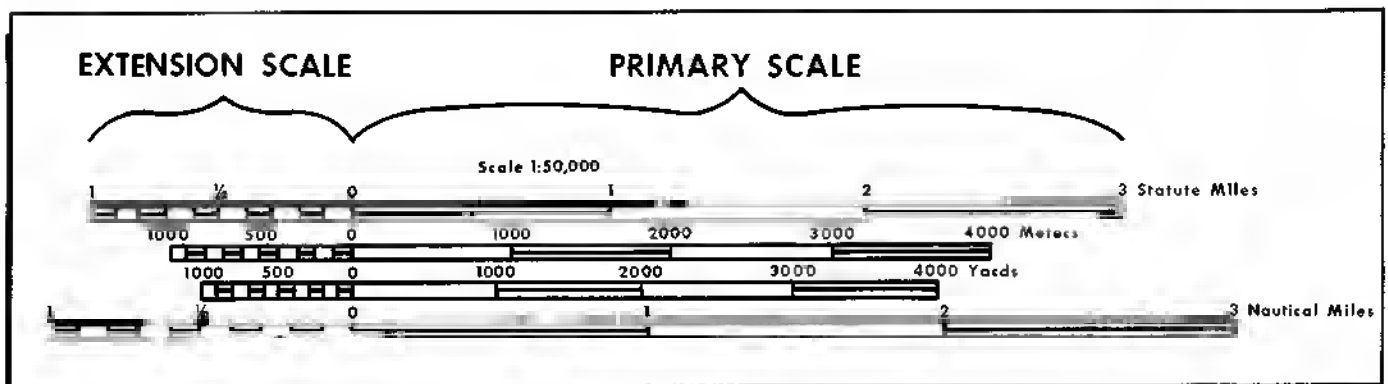 EXTENSION SCALE PRIMARY SCALE
Scale 1:50,000
1 ½ 0 1 2 3 Statute Miles
1000 500 0 1000 2000 3000 4000 Meters
1000 500 0 1000 2000 3000 4000 Yards
1 ½ 0 1 2 3 Nautical Miles